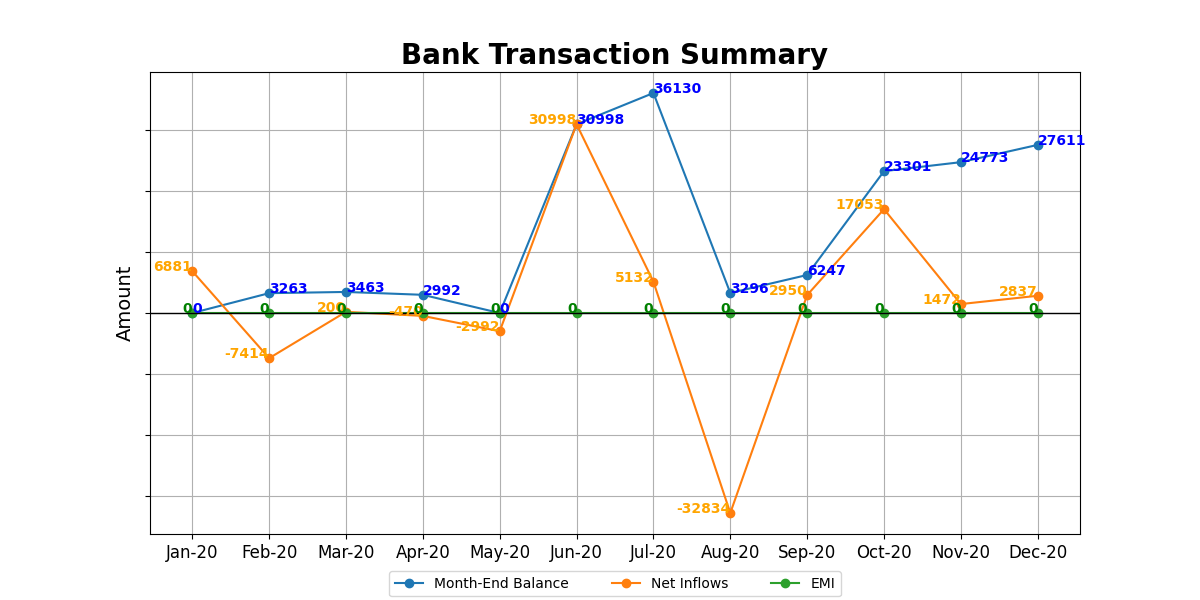 Bank Transaction Summary
Amount
36130
30998 30998
27611
24773
23301
17053
6881
6247
5132
3263 3463 2992 3296 2950 2837
1472
0 0 0 200 0 -471 0 0 0 0 0 0 0 0 0 0
-2992
-7414
-32834
Jan-20 Feb-20 Mar-20 Apr-20 May-20 Jun-20 Jul-20 Aug-20 Sep-20 Oct-20 Nov-20 Dec-20
Month-End Balance Net Inflows EMI